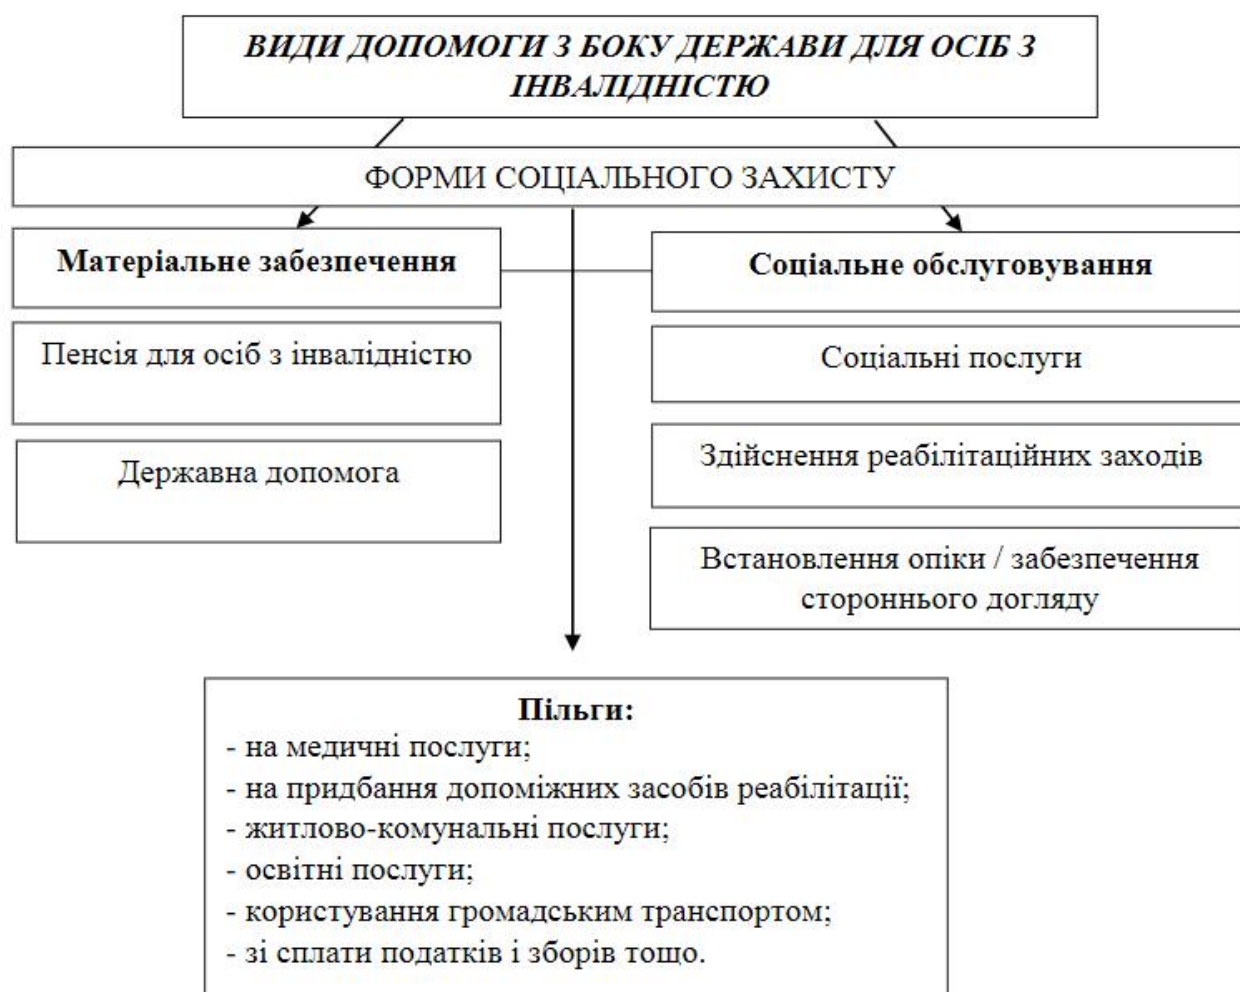 ВИДИ ДОПОМОГИ З БОКУ ДЕРЖАВИ ДЛЯ ОСІБ З
ІНВАЛІДНІСТЮ
ФОРМИ СОЦІАЛЬНОГО ЗАХИСТУ
Матеріальне забезпечення
Пенсія для осіб з інвалідністю
Державна допомога
Соціальне обслуговування
Соціальні послуги
Здійснення реабілітаційних заходів
Встановлення опіки / забезпечення
стороннього догляду
Пільги:
- на медичні послуги;
- на придбання допоміжних засобів реабілітації;
- житлово-комунальні послуги;
- освітні послуги;
- користування громадським транспортом;
- зі сплати податків і зборів тощо.